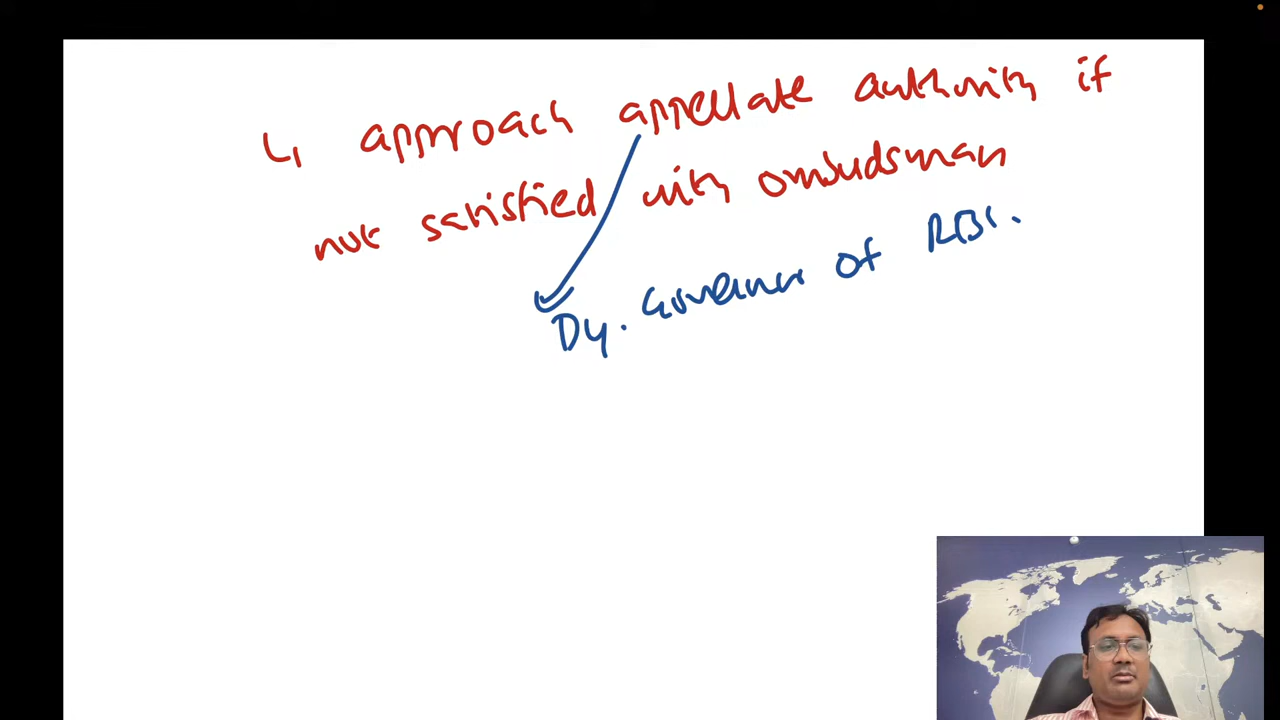 ↳ approach appellate authority if
not satisfied with ombudsman
Dy. Governor of RBI.